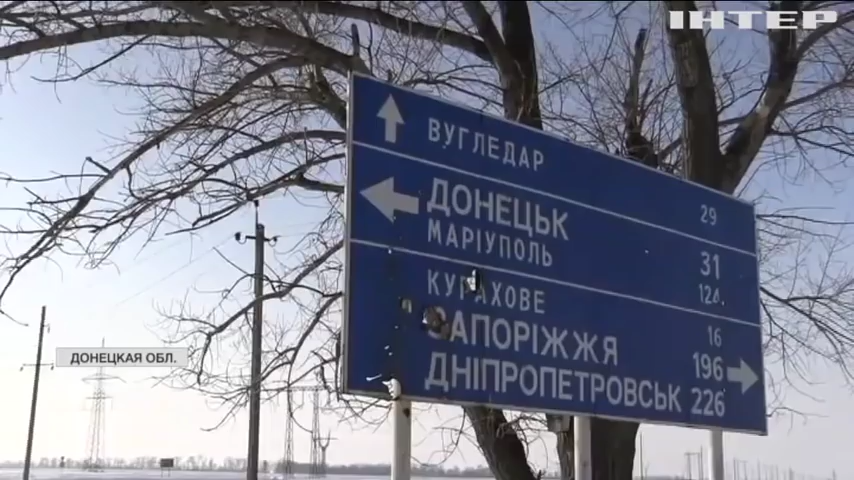 ІНТЕР
ВУГЛЕДАР 29
ДОНЕЦЬК 31
МАРІУПОЛЬ 124
КУРАХОВЕ 16
ЗАПОРІЖЖЯ 196
ДНІПРОПЕТРОВСЬК 226
ДОНЕЦКАЯ ОБЛ.